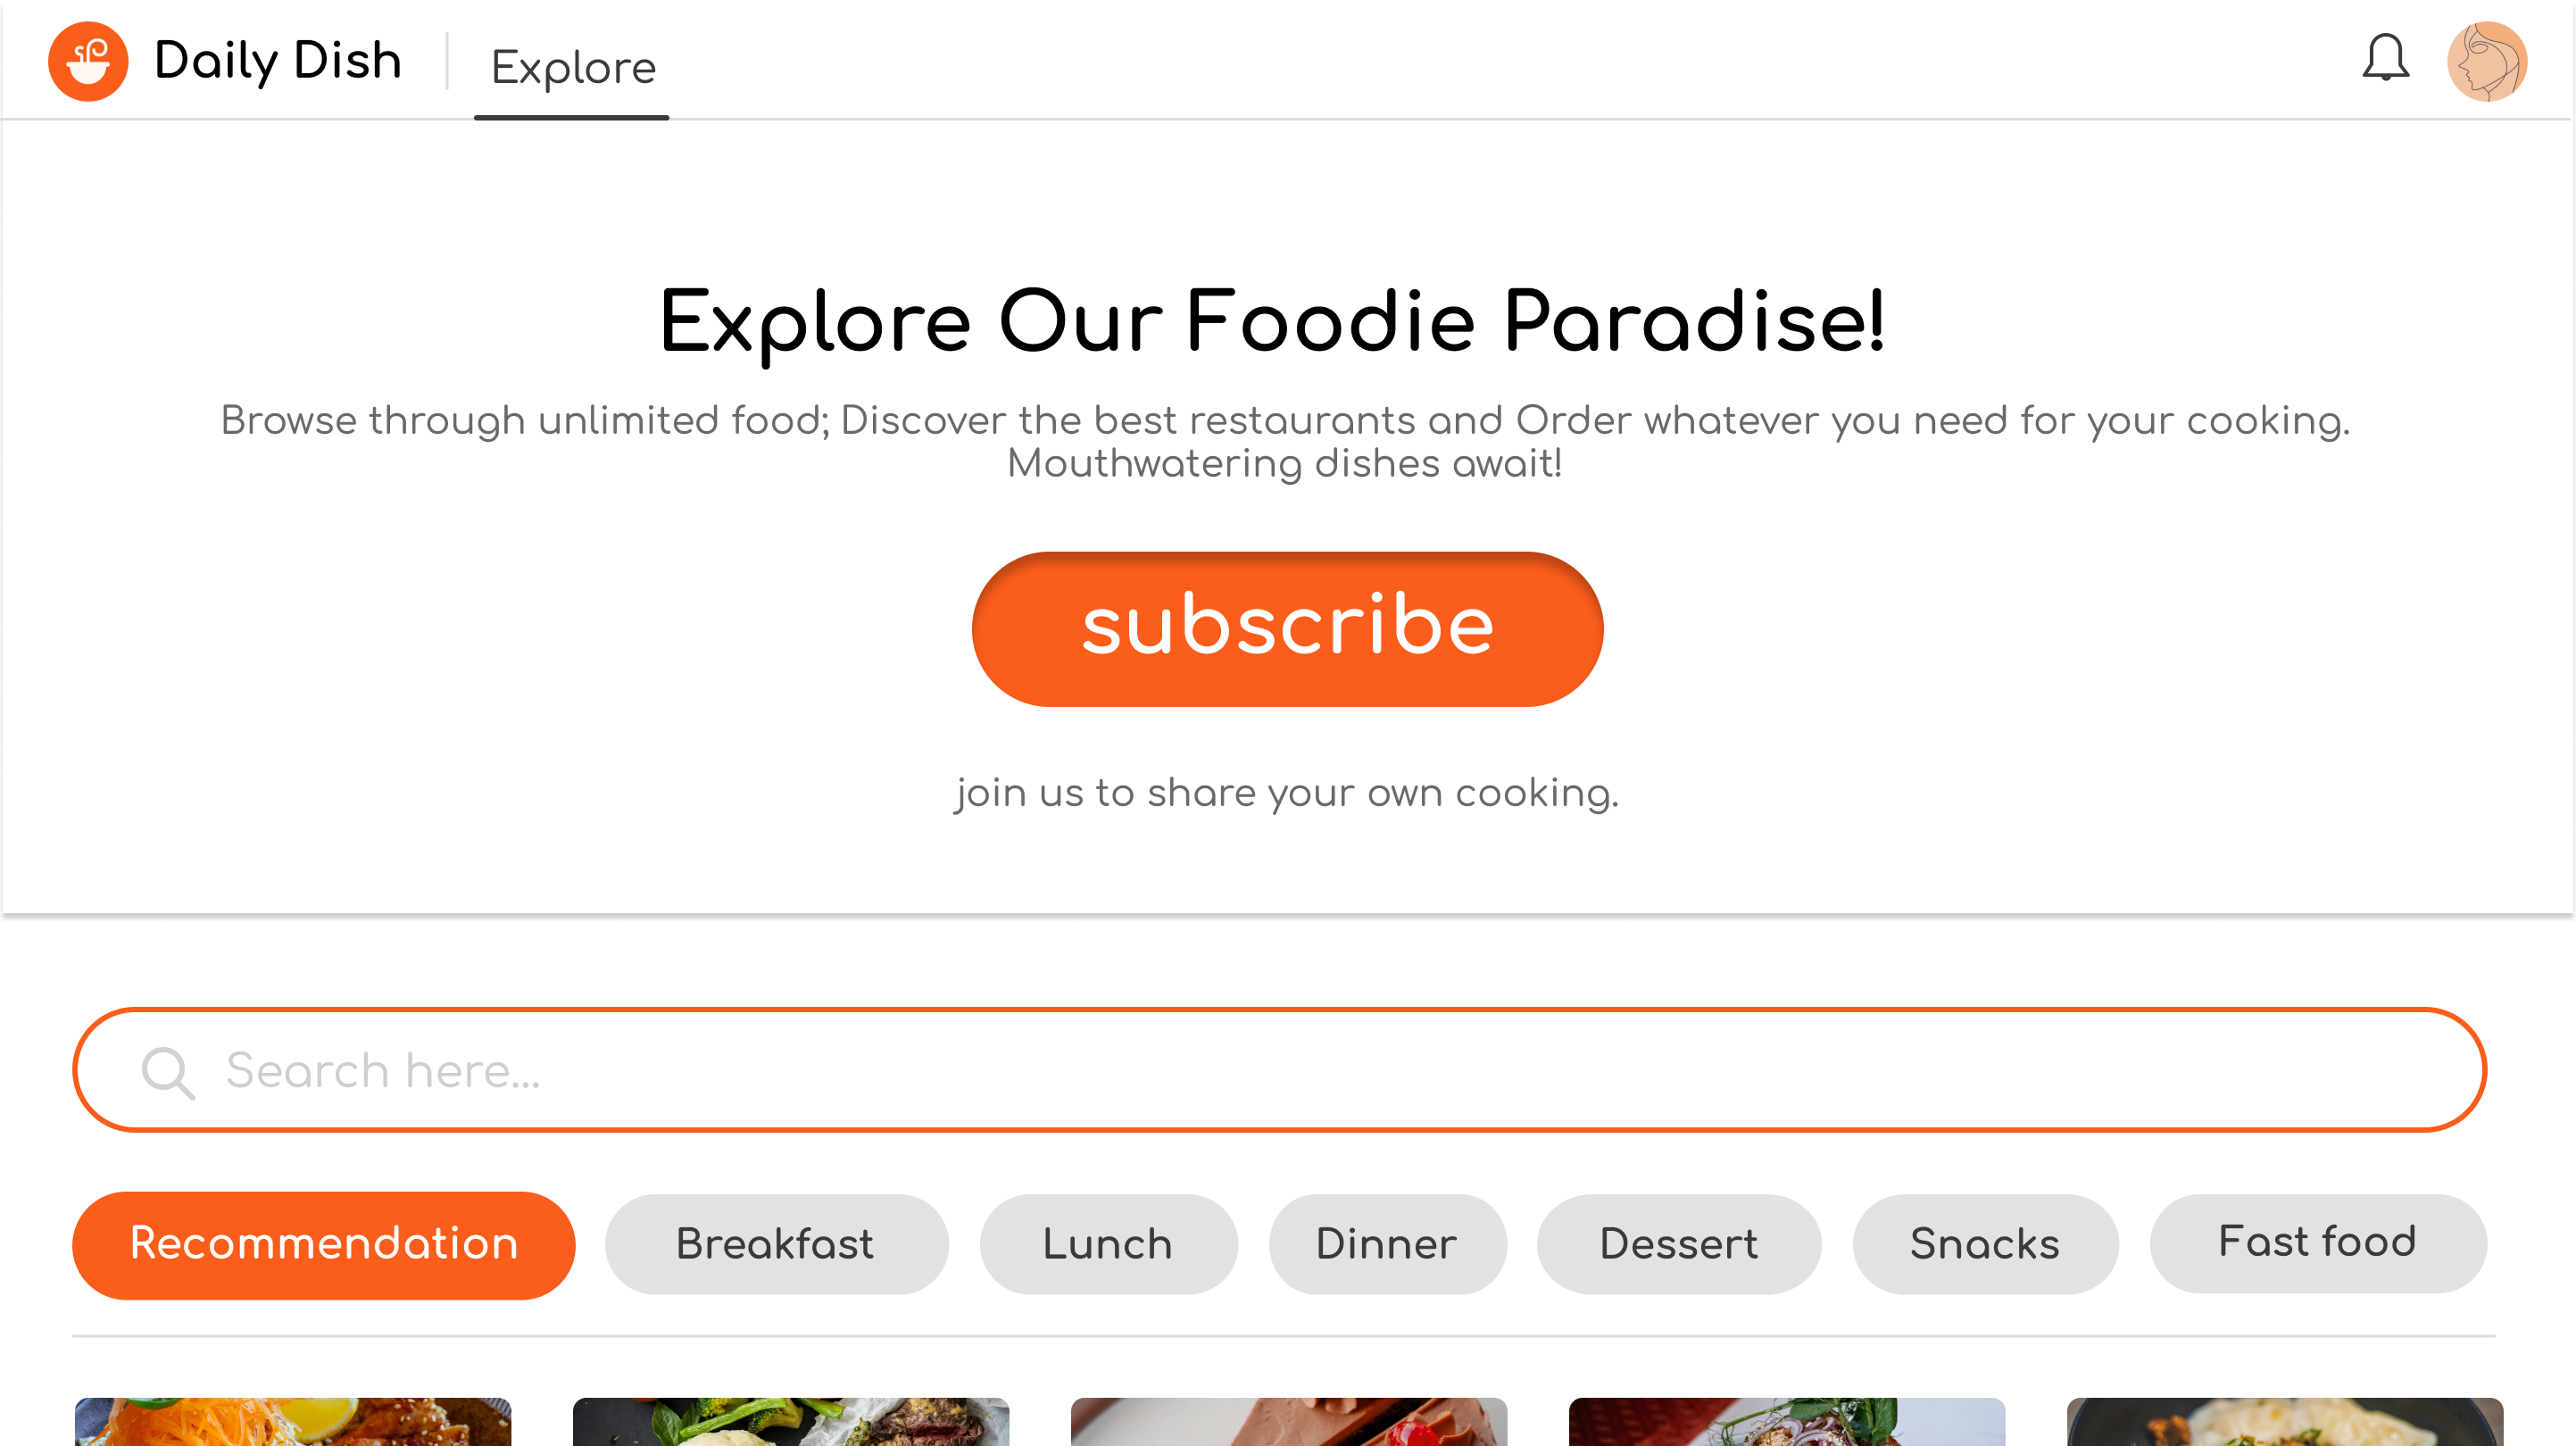 Daily Dish
Explore
Explore Our Foodie Paradise!
Browse through unlimited food; Discover the best restaurants and Order whatever you need for your cooking.
Mouthwatering dishes await!
subscribe
join us to share your own cooking.
Search here...
Recommendation
Breakfast
Lunch
Dinner
Dessert
Snacks
Fast food